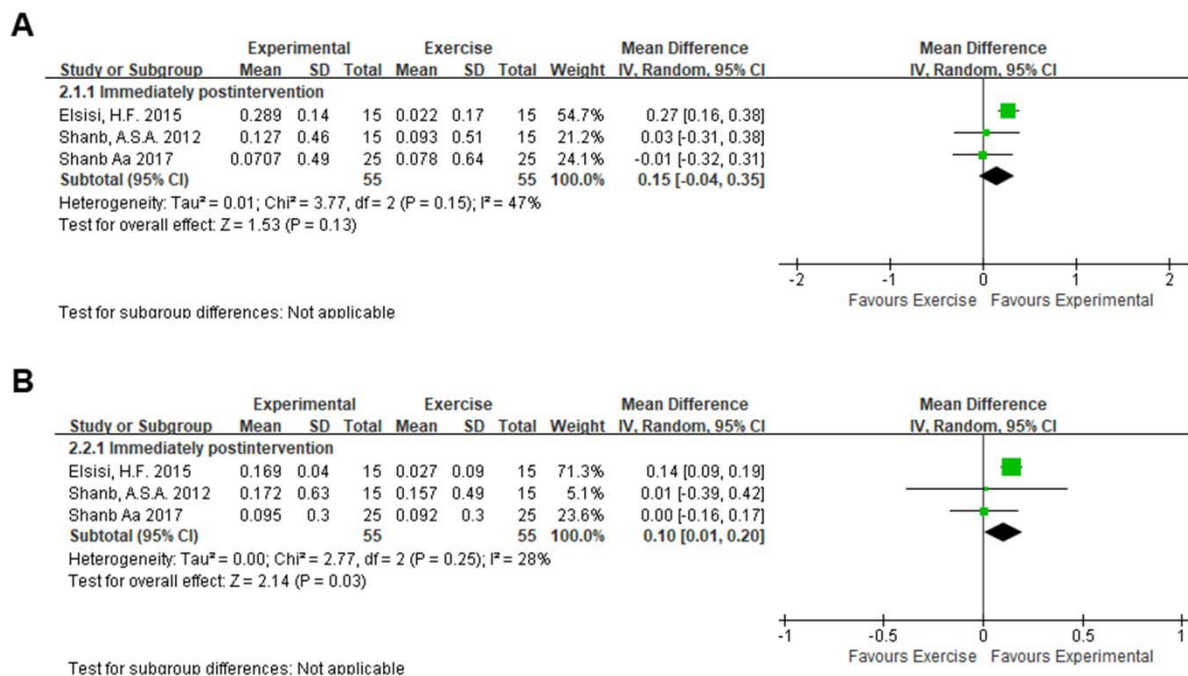 A
Experimental Exercise Mean Difference Mean Difference
Study or Subgroup Mean SD Total Mean SD Total Weight IV, Random, 95% CI IV, Random, 95% CI
2.1.1 Immediately postintervention
Elsisi, H.F. 2015 0.289 0.14 15 0.022 0.17 15 54.7% 0.27 [0.16, 0.38]
Shanb, A.S.A. 2012 0.127 0.46 15 0.093 0.51 15 21.2% 0.03 [-0.31, 0.38]
Shanb Aa 2017 0.0707 0.49 25 0.078 0.64 25 24.1% -0.01 [-0.32, 0.31]
Subtotal (95% CI) 55 55 100.0% 0.15 [-0.04, 0.35]
Heterogeneity: Tau² = 0.01; Chi² = 3.77, df = 2 (P = 0.15); I² = 47%
Test for overall effect: Z = 1.53 (P = 0.13)
-2 -1 0 1 2
Favours Exercise Favours Experimental
Test for subgroup differences: Not applicable
B
Experimental Exercise Mean Difference Mean Difference
Study or Subgroup Mean SD Total Mean SD Total Weight IV, Random, 95% CI IV, Random, 95% CI
2.2.1 Immediately postintervention
Elsisi, H.F. 2015 0.169 0.04 15 0.027 0.09 15 71.3% 0.14 [0.09, 0.19]
Shanb, A.S.A. 2012 0.172 0.63 15 0.157 0.49 15 5.1% 0.01 [-0.39, 0.42]
Shanb Aa 2017 0.095 0.3 25 0.092 0.3 25 23.6% 0.00 [-0.16, 0.17]
Subtotal (95% CI) 55 55 100.0% 0.10 [0.01, 0.20]
Heterogeneity: Tau² = 0.00; Chi² = 2.77, df = 2 (P = 0.25); I² = 28%
Test for overall effect: Z = 2.14 (P = 0.03)
-1 -0.5 0 0.5 1
Favours Exercise Favours Experimental
Test for subgroup differences: Not applicable